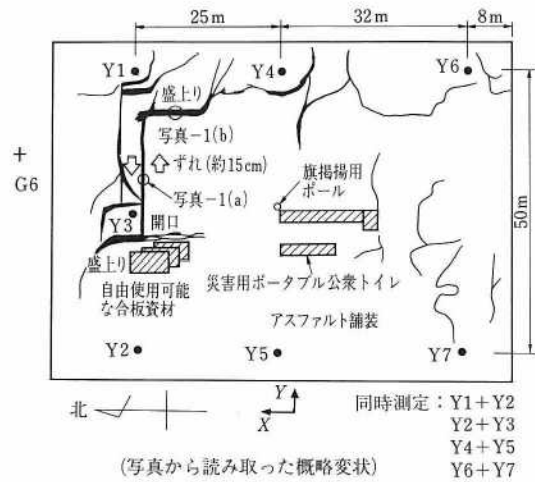 25m
32m
8m
Y1
Y4
Y6
盛上り
写真-1(b)
+
G6
ずれ(約15cm)
写真-1(a)
旗掲揚用
ポール
50m
Y3
開口
盛上り
自由使用可能
な合板資材
災害用ポータブル公衆トイレ
アスファルト舗装
Y2
Y5
Y7
北
Y
X
同時測定:Y1+Y2
Y2+Y3
Y4+Y5
Y6+Y7
(写真から読み取った概略変状)